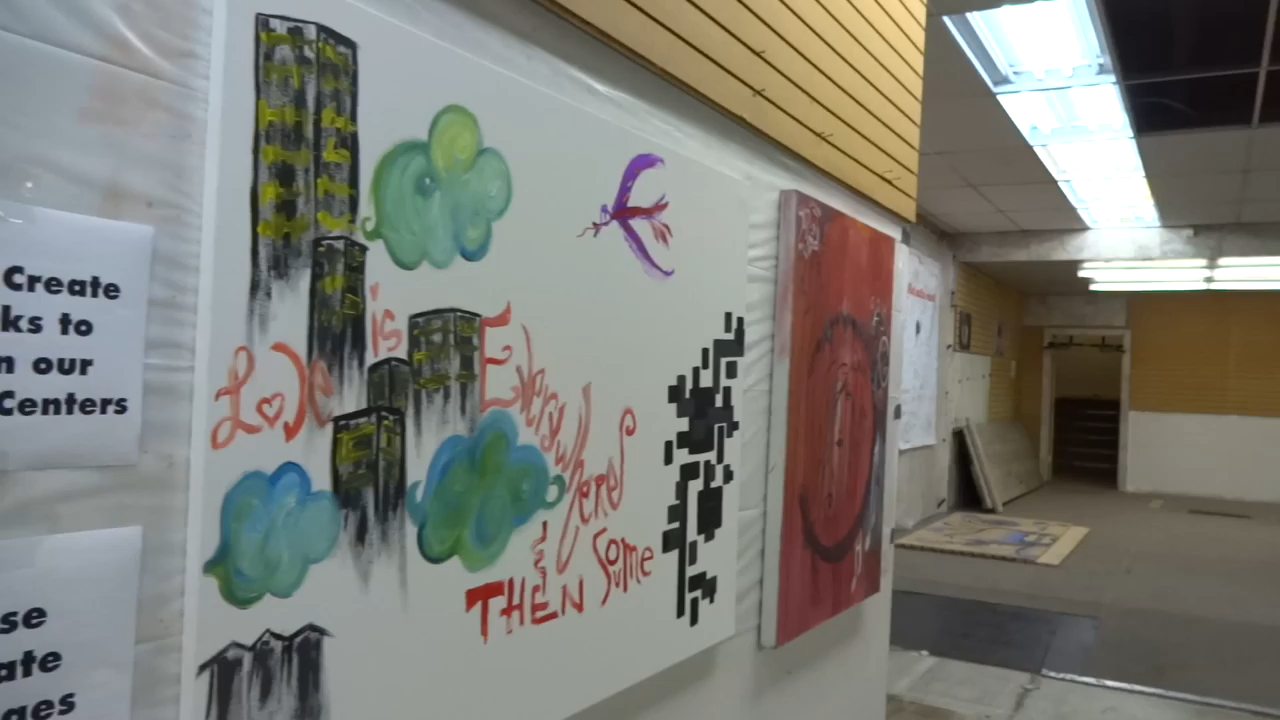 Create
ks to
n our
Centers
se
ate
ges
Love
is
Everywhere
&
THEN Some